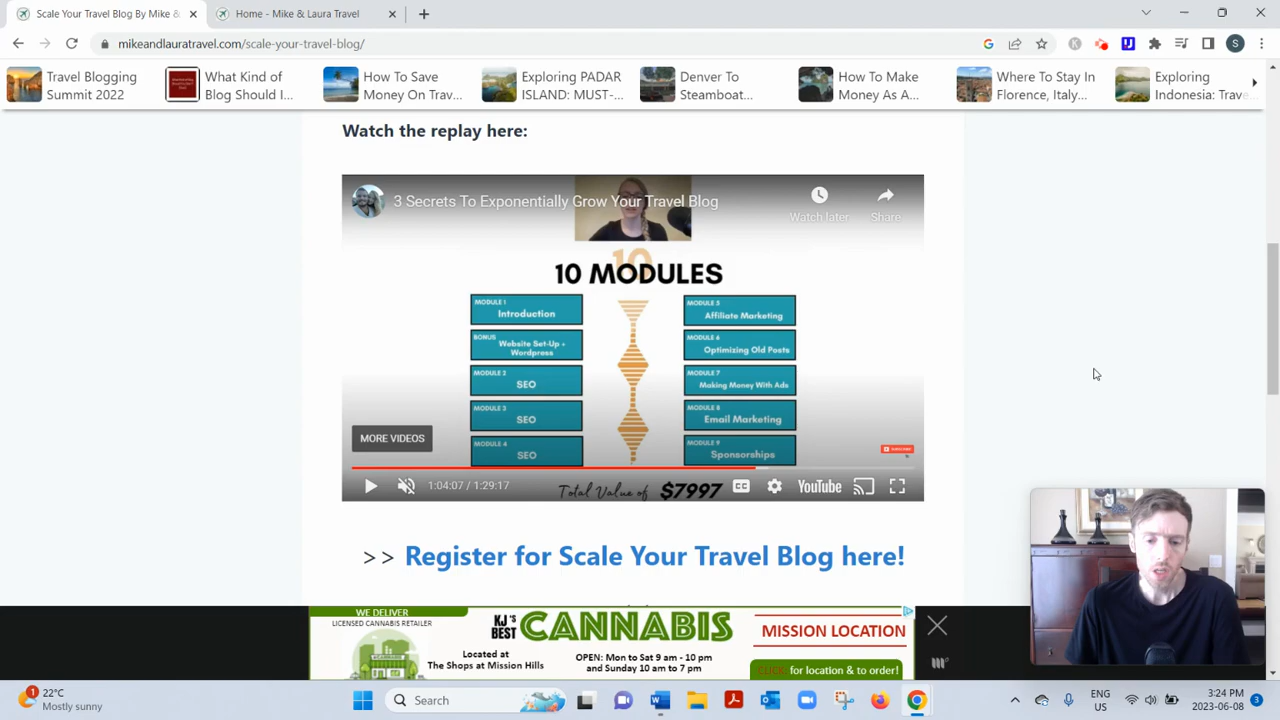 Scale Your Travel Blog By Mike &
Home - Mike & Laura Travel
mikeandlauratravel.com/scale-your-travel-blog/
S
Travel Blogging
Summit 2022
What Kind of
Blog Should I...
How To Save
Money On Trav...
Exploring PADAR
ISLAND: MUST-...
Denver To
Steamboat...
How To Make
Money As A...
Where To Stay In
Florence, Italy...
Exploring
Indonesia: Trave...
Watch the replay here:
3 Secrets To Exponentially Grow Your Travel Blog
Watch later
Share
10
10 MODULES
MODULE 1
Introduction
MODULE 5
Affiliate Marketing
BONUS
Website Set-Up +
Wordpress
MODULE 6
Optimizing Old Posts
MODULE 2
SEO
MODULE 7
Making Money With Ads
MODULE 3
SEO
MODULE 8
Email Marketing
MODULE 4
SEO
MODULE 9
Sponsorships
MORE VIDEOS
1:04:07 / 1:29:17
Total Value of $7997
CC
YouTube
>> Register for Scale Your Travel Blog here!
WE DELIVER
LICENSED CANNABIS RETAILER
KJ'S
BEST
CANNABIS
Located at
The Shops at Mission Hills
OPEN: Mon to Sat 9 am - 10 pm
and Sunday 10 am to 7 pm
MISSION LOCATION
CLICK for location & to order!
1
22°C
Mostly sunny
Search
ENG
US
3:24 PM
2023-06-08
3